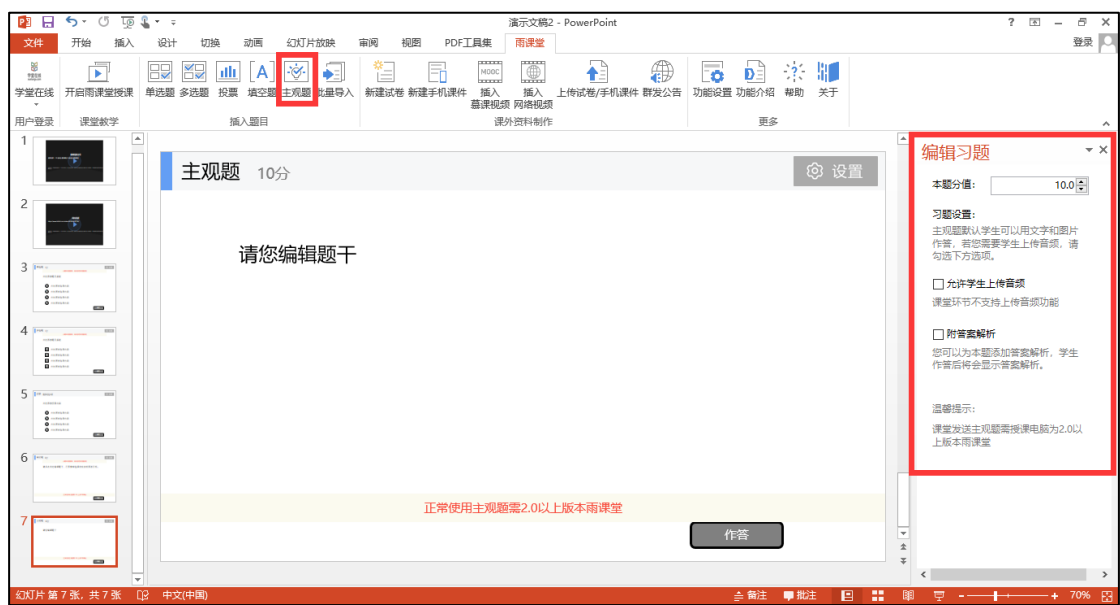 演示文稿2 - PowerPoint
文件 开始 插入 设计 切换 动画 幻灯片放映 审阅 视图 PDF工具集 雨课堂 登录
学堂在线 开启雨课堂授课 单选题 多选题 投票 填空题 主观题 批量导入 新建试卷 新建手机课件 插入 慕课视频 插入 网络视频 上传试卷/手机课件 群发公告 功能设置 功能介绍 帮助 关于
用户登录 课堂教学 插入题目 课外资料制作 更多
1
2
3
4
5
6
7
主观题 10分 设置
请您编辑题干
正常使用主观题需2.0以上版本雨课堂
作答
编辑习题
本题分值: 10.0
习题设置:
主观题默认学生可以用文字和图片
作答，若您需要学生上传音频，请
勾选下方选项。
允许学生上传音频
课堂环节不支持上传音频功能
附答案解析
您可以为本题添加答案解析，学生
作答后将会显示答案解析。
温馨提示:
课堂发送主观题需授课电脑为2.0以
上版本雨课堂
幻灯片 第 7 张，共 7 张 中文(中国) 备注 批注 70%